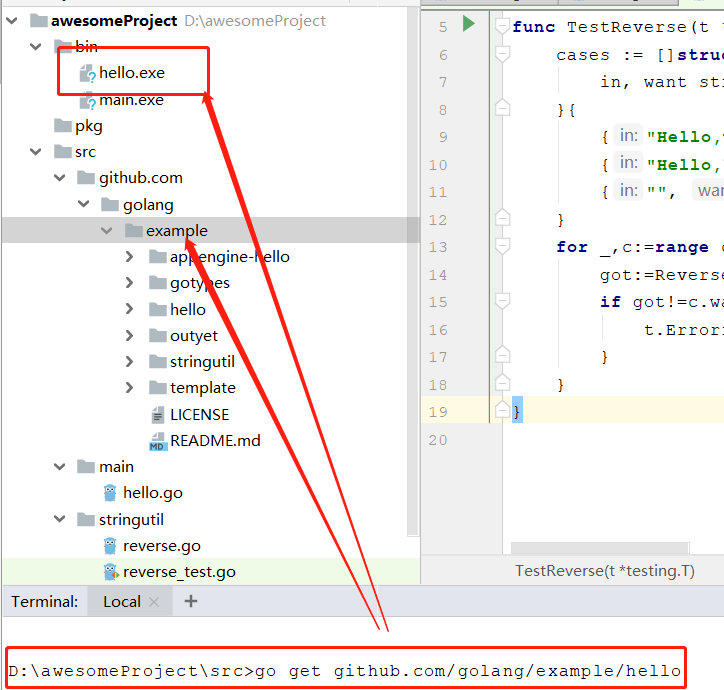 awesomeProject D:\awesomeProject
bin
hello.exe
main.exe
pkg
src
github.com
golang
example
appengine-hello
gotypes
hello
outyet
stringutil
template
LICENSE
MD README.md
main
hello.go
stringutil
reverse.go
reverse_test.go
5 func TestReverse(t
6 cases := []struc
7 in, want str
8 }{
9 { in: "Hello,
10 { in: "Hello,
11 { in: "", wan
12 }
13 for _,c:=range
14 got:=Reverse
15 if got!=c.wa
16 t.Error
17 }
18 }
19 }
20
TestReverse(t *testing.T)
Terminal: Local × +
D:\awesomeProject\src>go get github.com/golang/example/hello